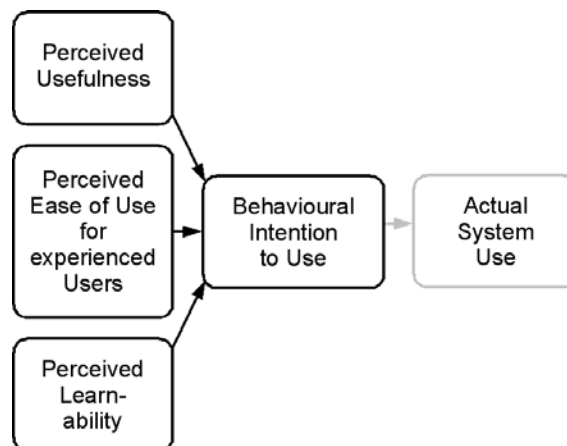 Perceived
Usefulness
Perceived
Ease of Use
for
experienced
Users
Perceived
Learn-
ability
Behavioural
Intention
to Use
Actual
System
Use